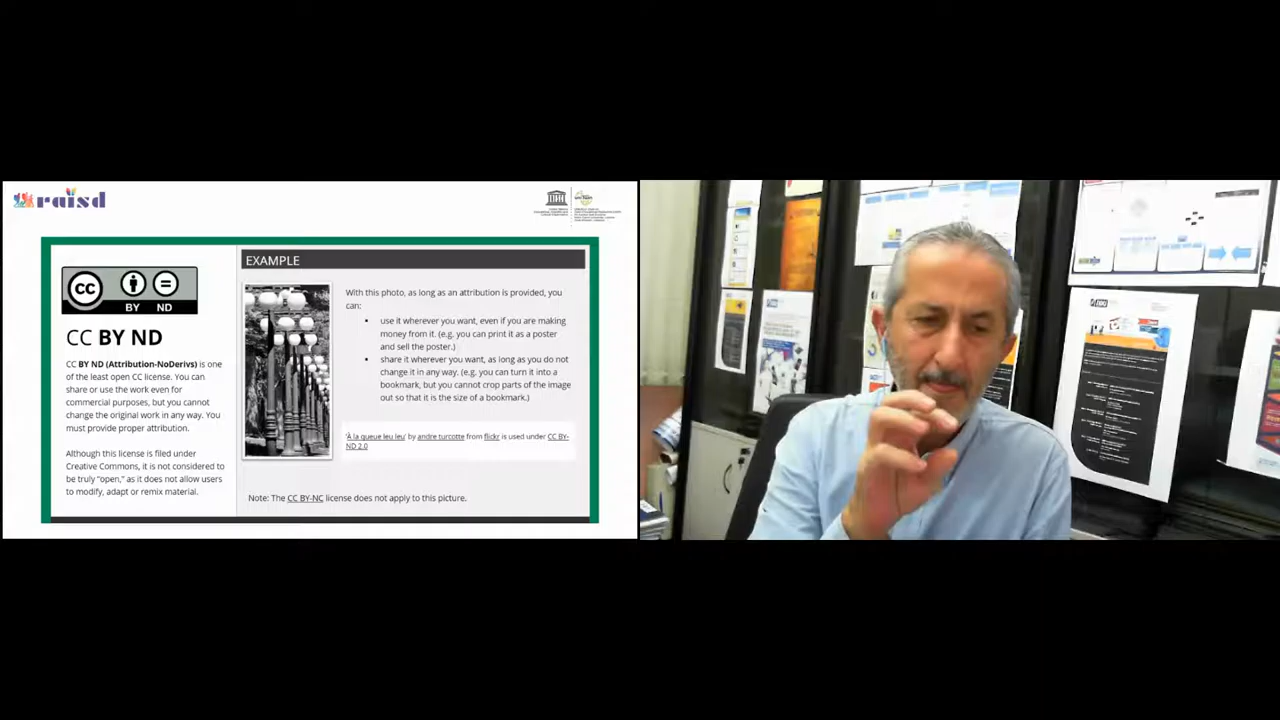 raisd
CC
BY ND
CC BY ND
CC BY ND (Attribution-NoDerivs) is one
of the least open CC license. You can
share or use the work even for
commercial purposes, but you cannot
change the original work in any way. You
must provide proper attribution.
Although this license is filed under
Creative Commons, it is not considered to
be truly "open," as it does not allow users
to modify, adapt or remix material.
EXAMPLE
With this photo, as long as an attribution is provided, you
can:
• use it wherever you want, even if you are making
money from it. (e.g. you can print it as a poster
and sell the poster.)
• share it wherever you want, as long as you do not
change it in any way. (e.g. you can turn it into a
bookmark, but you cannot crop parts of the image
out so that it is the size of a bookmark.)
'À la queue leu leu' by andre turcotte from flickr is used under CC BY-
ND 2.0
Note: The CC BY-NC license does not apply to this picture.